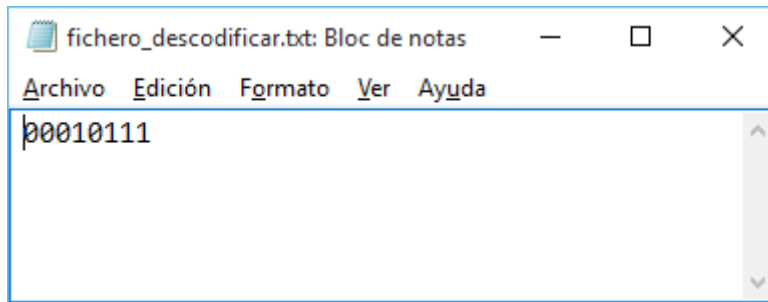 fichero_descodificar.txt: Bloc de notas
Archivo Edición Formato Ver Ayuda
00010111